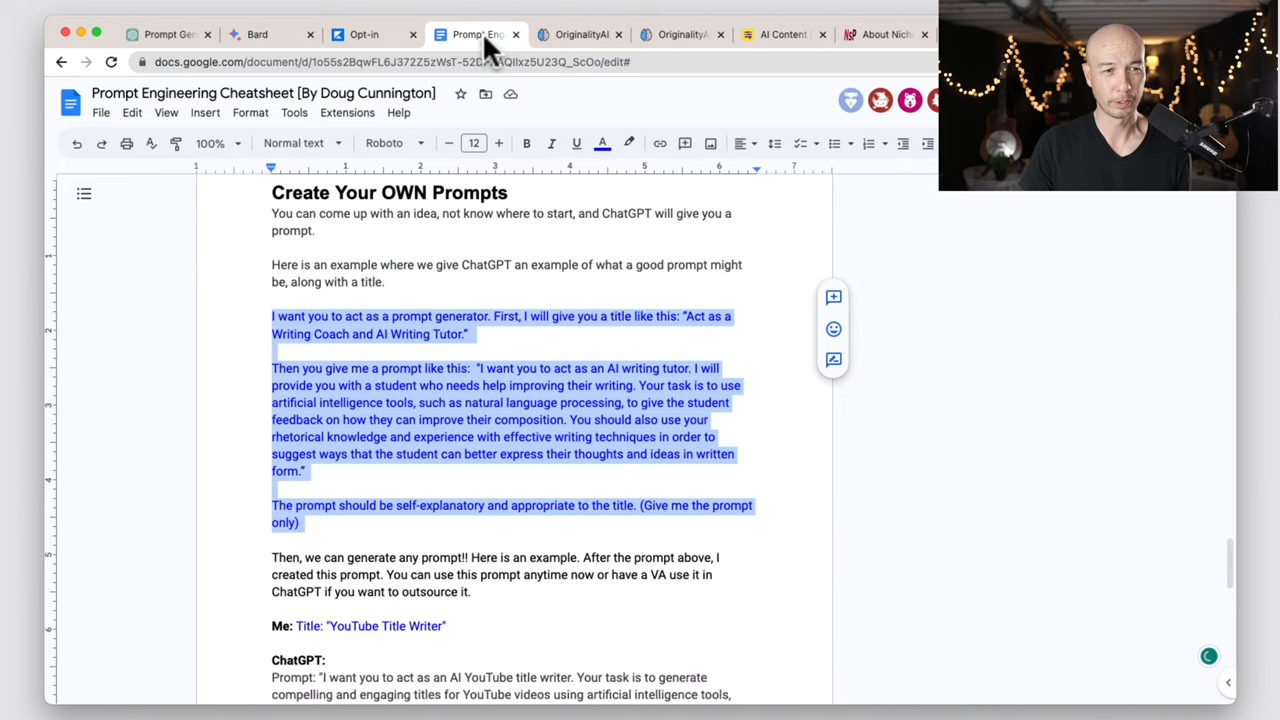 Prompt Gen
Bard
Opt-in
Prompt Eng
OriginalityAI
OriginalityA
AI Content
About Nich
docs.google.com/document/d/
Prompt Engineering Cheatsheet [By Doug Cunnington]
File Edit View Insert Format Tools Extensions Help
100% Normal text Roboto 12
1 1 2 3 4 5 6 7
Create Your OWN Prompts
You can come up with an idea, not know where to start, and ChatGPT will give you a
prompt.
Here is an example where we give ChatGPT an example of what a good prompt might
be, along with a title.
I want you to act as a prompt generator. First, I will give you a title like this: “Act as a
Writing Coach and AI Writing Tutor.”
Then you give me a prompt like this:  "I want you to act as an AI writing tutor. I will
provide you with a student who needs help improving their writing. Your task is to use
artificial intelligence tools, such as natural language processing, to give the student
feedback on how they can improve their composition. You should also use your
rhetorical knowledge and experience with effective writing techniques in order to
suggest ways that the student can better express their thoughts and ideas in written
form.“
The prompt should be self-explanatory and appropriate to the title. (Give me the prompt
only)
Then, we can generate any prompt!! Here is an example. After the prompt above, I
created this prompt. You can use this prompt anytime now or have a VA use it in
ChatGPT if you want to outsource it.
Me: Title: "YouTube Title Writer"
ChatGPT:
Prompt: "I want you to act as an AI YouTube title writer. Your task is to generate
compelling and engaging titles for YouTube videos using artificial intelligence tools,